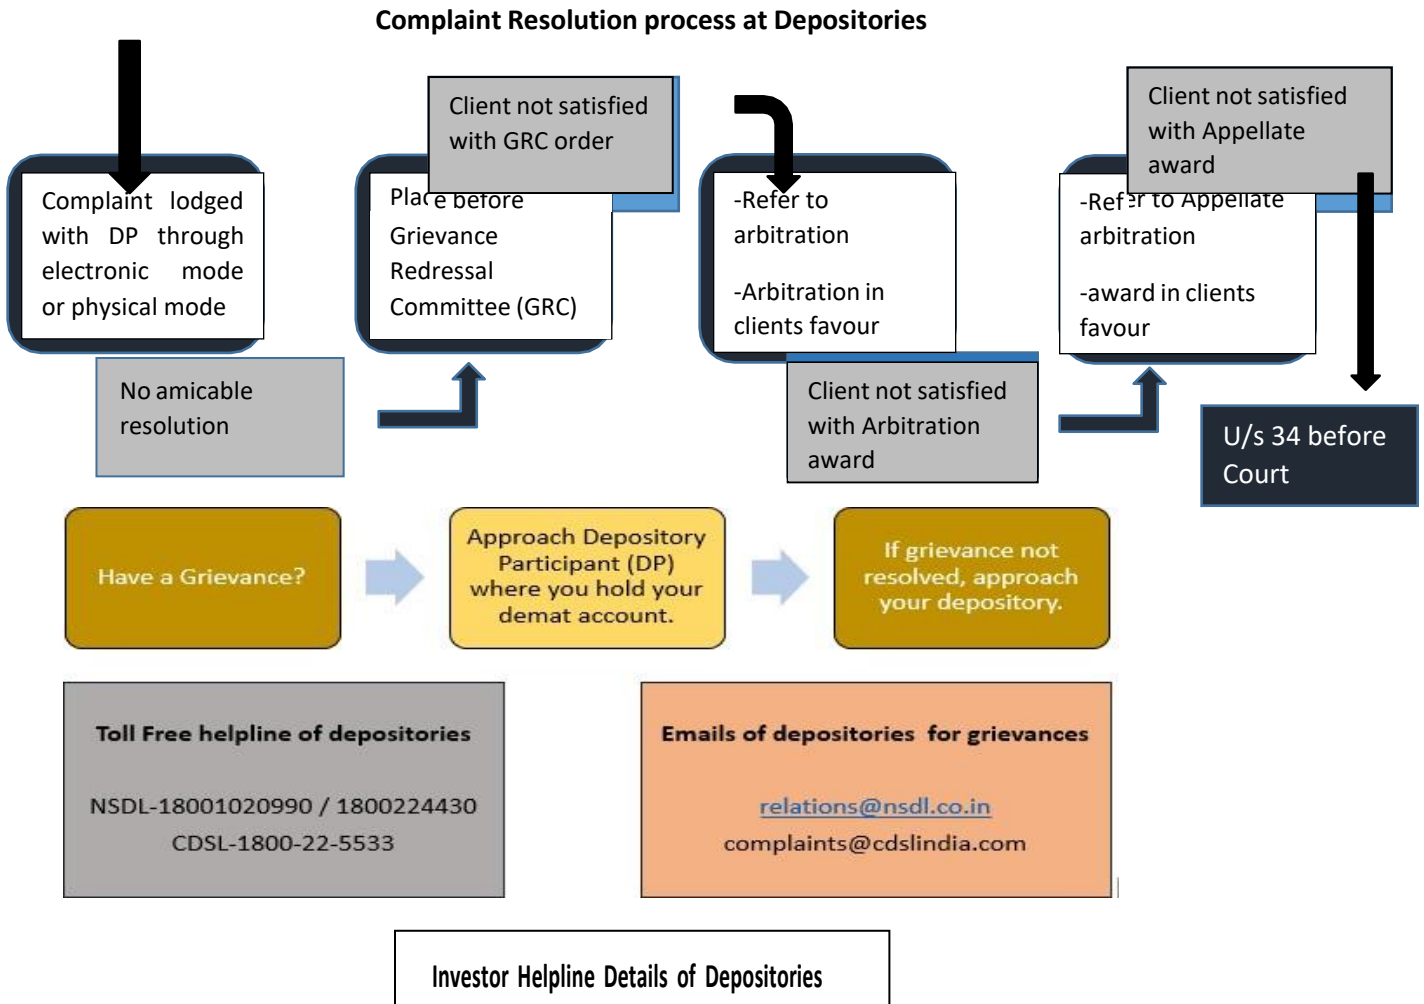 Complaint Resolution process at Depositories
Complaint lodged
with DP through
electronic mode
or physical mode
No amicable
resolution
Place before
Grievance
Redressal
Committee (GRC)
Client not satisfied
with GRC order
-Refer to
arbitration
-Arbitration in
clients favour
Client not satisfied
with Arbitration
award
-Refer to Appellate
arbitration
-award in clients
favour
Client not satisfied
with Appellate
award
U/s 34 before
Court
Have a Grievance?
Approach Depository
Participant (DP)
where you hold your
demat account.
If grievance not
resolved, approach
your depository.
Toll Free helpline of depositories
NSDL-18001020990 / 1800224430
CDSL-1800-22-5533
Emails of depositories for grievances
relations@nsdl.co.in
complaints@cdslindia.com
Investor Helpline Details of Depositories